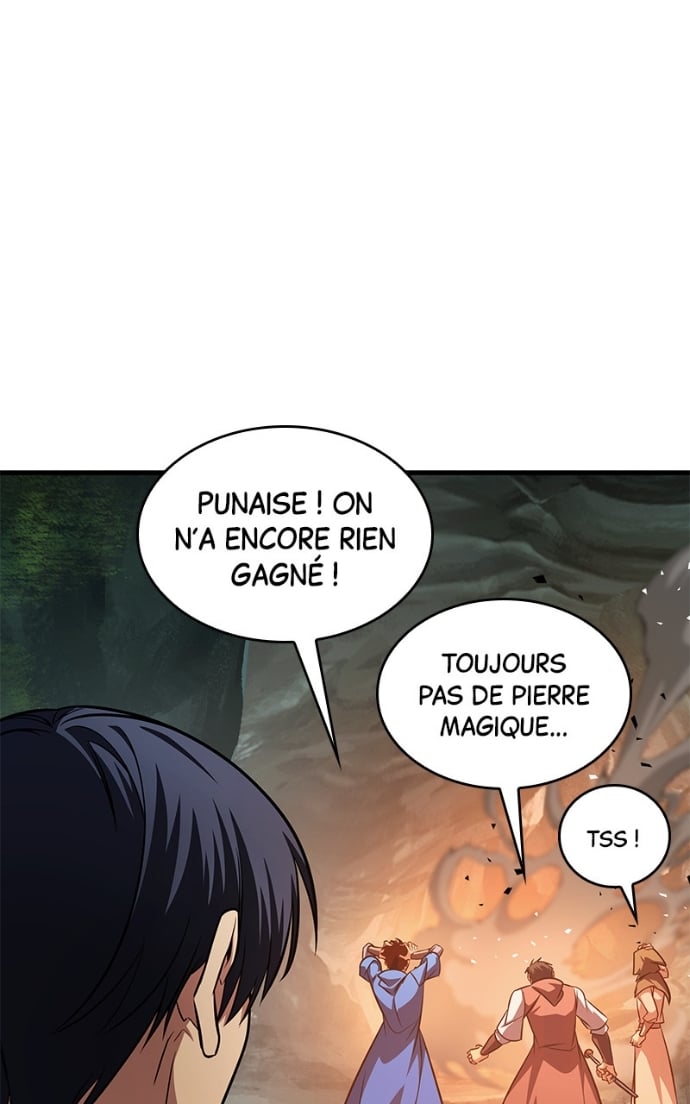 PUNAISE ! ON
N'A ENCORE RIEN
GAGNÉ !
TOUJOURS
PAS DE PIERRE
MAGIQUE...
TSS !